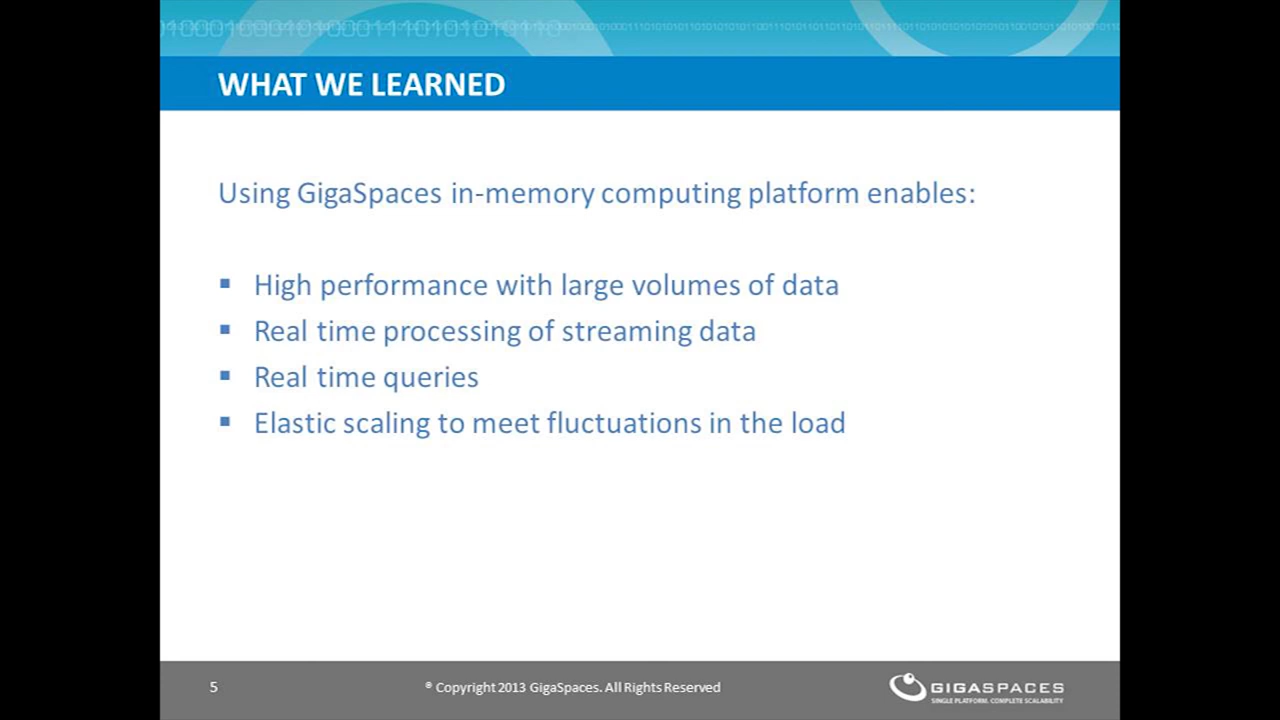 WHAT WE LEARNED
Using GigaSpaces in-memory computing platform enables:
▪ High performance with large volumes of data
▪ Real time processing of streaming data
▪ Real time queries
▪ Elastic scaling to meet fluctuations in the load
5
® Copyright 2013 GigaSpaces. All Rights Reserved
GIGASPACES
SINGLE PLATFORM. COMPLETE SCALABILITY